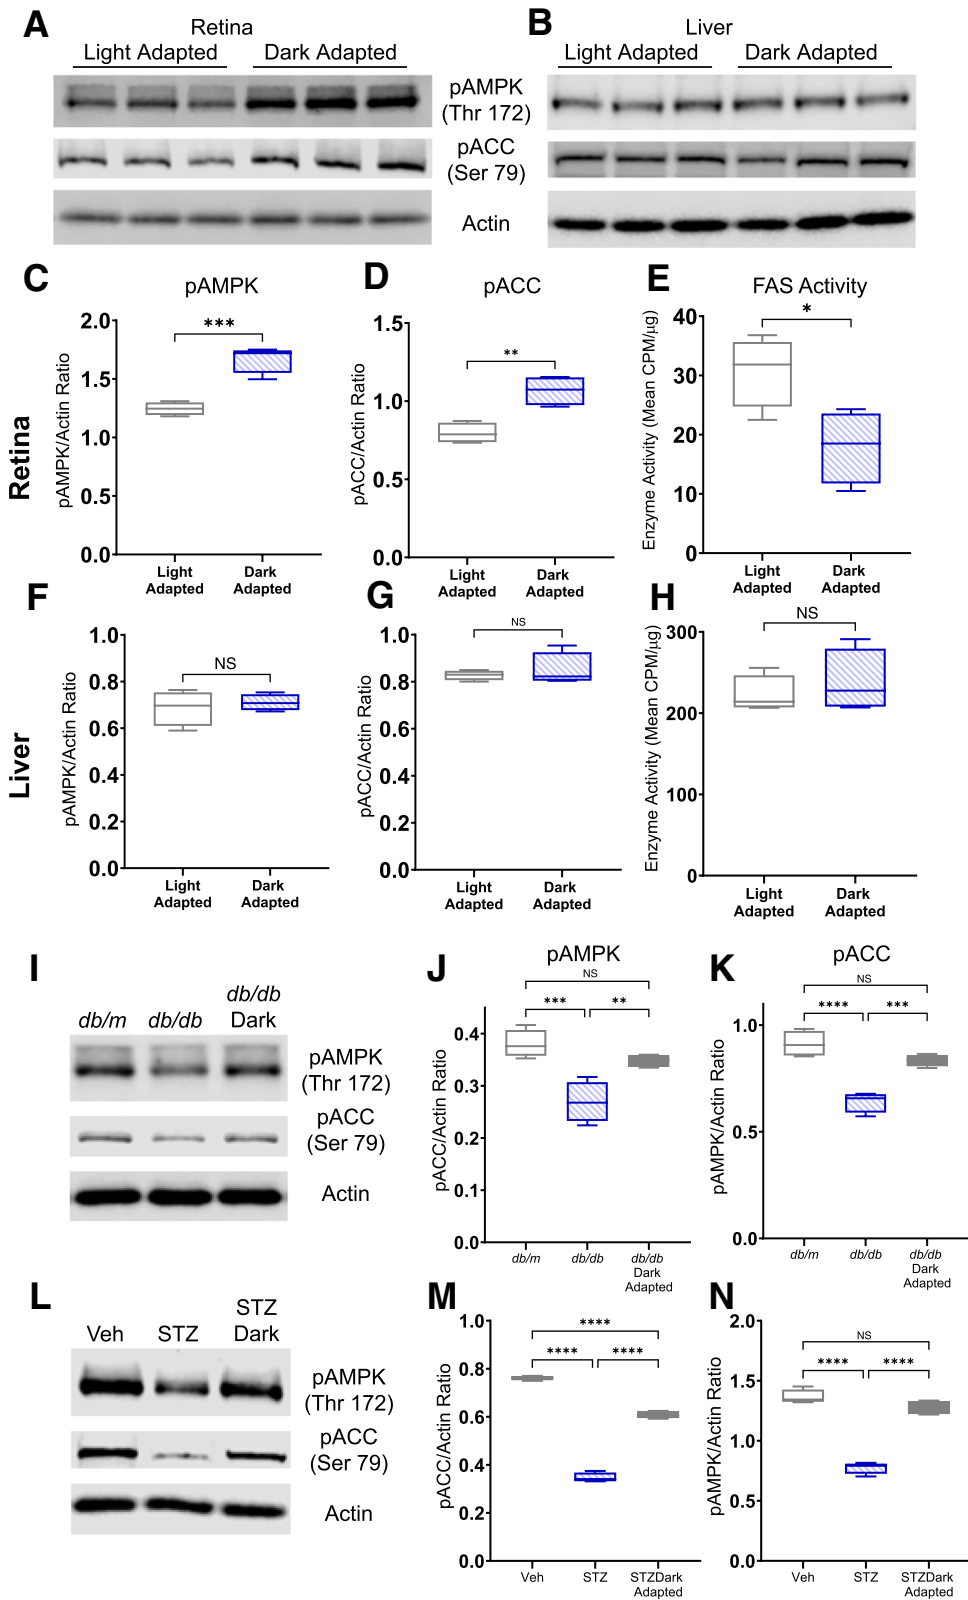 A
Retina
Light Adapted
Dark Adapted
B
Liver
Light Adapted
Dark Adapted
pAMPK
(Thr 172)
pACC
(Ser 79)
Actin
C
pAMPK
pAMPK/Actin Ratio
2.0
1.5
1.0
0.5
0.0
***
Light
Adapted
Dark
Adapted
D
pACC
pACC/Actin Ratio
1.5
1.0
0.5
0.0
**
Light
Adapted
Dark
Adapted
E
FAS Activity
Enzyme Activity (Mean CPM/µg)
40
30
20
10
0
*
Light
Adapted
Dark
Adapted
Retina
F
pAMPK/Actin Ratio
1.0
0.8
0.6
0.4
0.2
0.0
NS
Light
Adapted
Dark
Adapted
G
pACC/Actin Ratio
1.0
0.8
0.6
0.4
0.2
0.0
NS
Light
Adapted
Dark
Adapted
H
Enzyme Activity (Mean CPM/µg)
300
200
100
0
NS
Light
Adapted
Dark
Adapted
Liver
I
db/m
db/db
db/db
Dark
pAMPK
(Thr 172)
pACC
(Ser 79)
Actin
J
pAMPK
pACC/Actin Ratio
0.4
0.3
0.2
0.1
0.0
NS
***
**
db/m
db/db
db/db
Dark
Adapted
K
pACC
pAMPK/Actin Ratio
1.0
0.5
0.0
NS
****
***
db/m
db/db
db/db
Dark
Adapted
L
Veh
STZ
STZ
Dark
pAMPK
(Thr 172)
pACC
(Ser 79)
Actin
M
pACC/Actin Ratio
1.0
0.8
0.6
0.4
0.2
0.0
****
****
****
Veh
STZ
STZDark
Adapted
N
pAMPK/Actin Ratio
2.0
1.5
1.0
0.5
0.0
NS
****
****
Veh
STZ
STZDark
Adapted